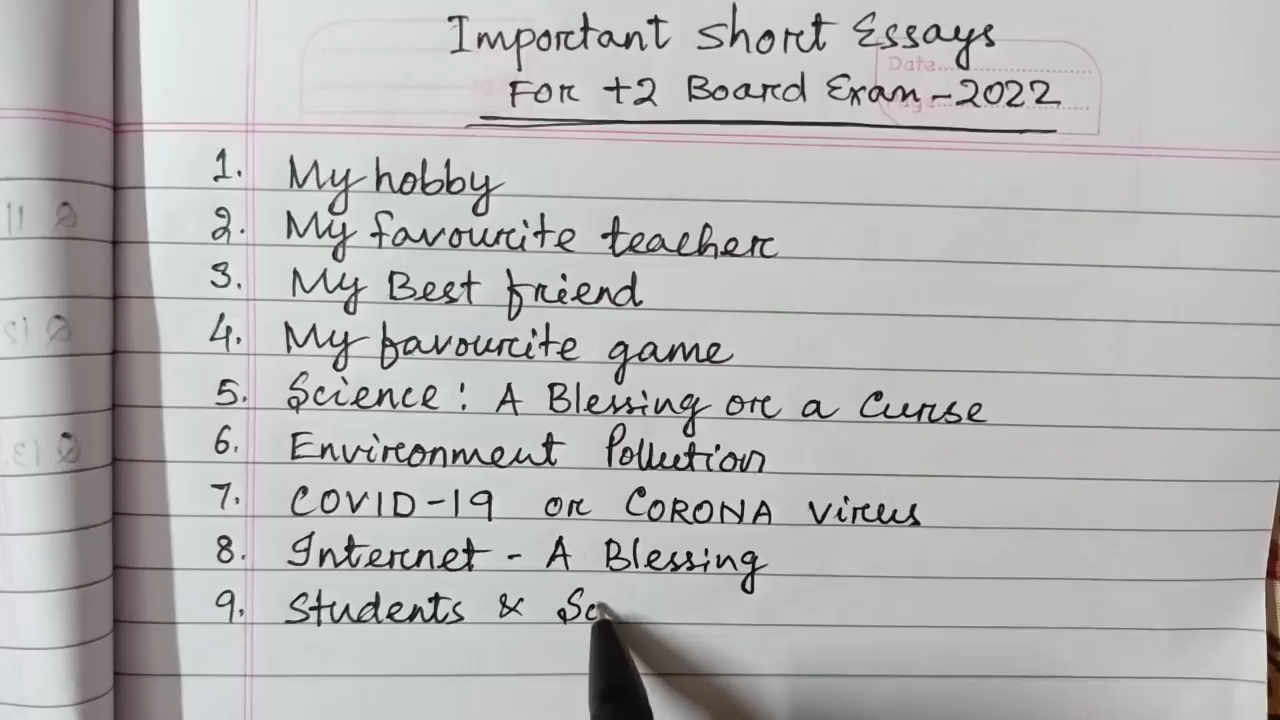 Important Short Essays
Date
For +2 Board Exam - 2022
1. My hobby
2. My favourite teacher
3. My Best friend
4. My favourite game
5. Science : A Blessing or a Curse
6. Environment Pollution
7. COVID-19 or CORONA virus
8. Internet - A Blessing
9. Students &